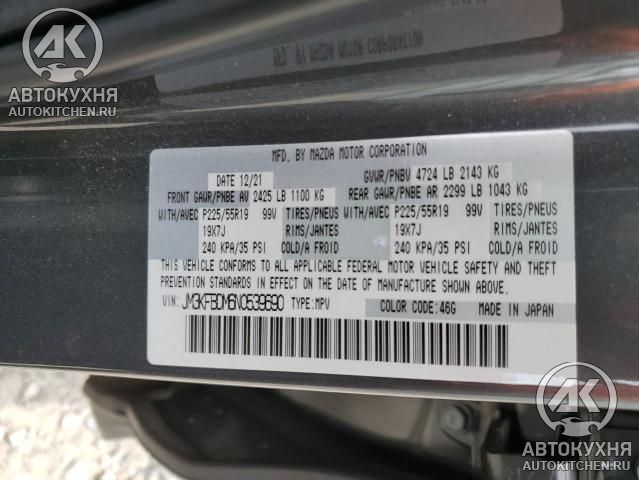 AK
АВТОКУХНЯ
AUTOKITCHEN.RU
MFD. BY MAZDA MOTOR CORPORATION
DATE 12/21 GVWR/PNBV 4724 LB 2143 KG
FRONT GAWR/PNBE AV 2425 LB 1100 KG REAR GAWR/PNBE AR 2299 LB 1043 KG
WITH/AVEC P225/55R19 99V TIRES/PNEUS WITH/AVEC P225/55R19 99V TIRES/PNEUS
19X7J RIMS/JANTES 19X7J RIMS/JANTES
240 KPA/35 PSI COLD/A FROID 240 KPA/35 PSI COLD/A FROID
THIS VEHICLE CONFORMS TO ALL APPLICABLE FEDERAL MOTOR VEHICLE SAFETY AND THEFT
PREVENTION STANDARDS IN EFFECT ON THE DATE OF MANUFACTURE SHOWN ABOVE.
JM3KFBDM6N0539690 TYPE:MPV COLOR CODE:46G MADE IN JAPAN
AK
АВТОКУХНЯ
AUTOKITCHEN.RU